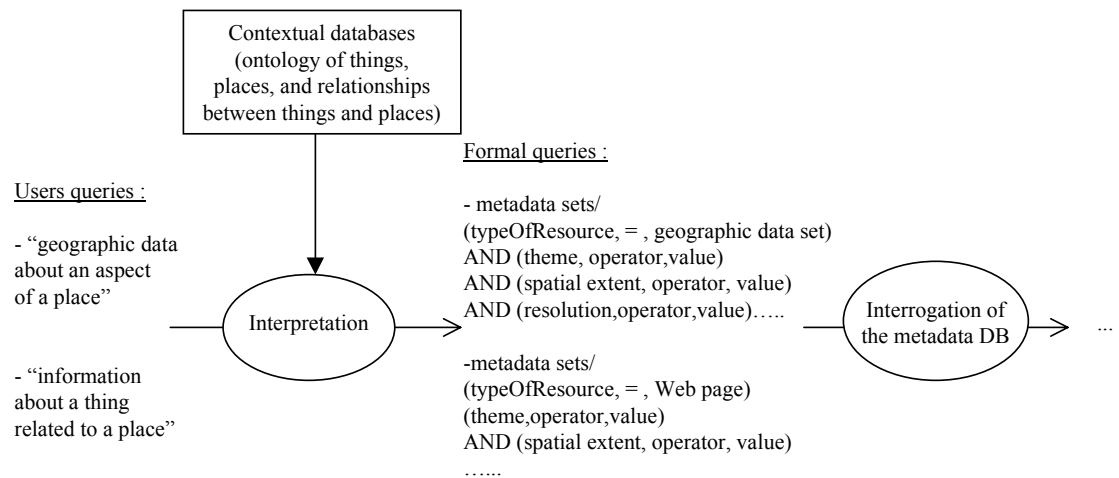 Contextual databases
(ontology of things,
places, and relationships
between things and places)
Users queries :
- “geographic data
about an aspect
of a place”
- “information
about a thing
related to a place”
Interpretation
Formal queries :
- metadata sets/
(typeOfResource, = , geographic data set)
AND (theme, operator,value)
AND (spatial extent, operator, value)
AND (resolution,operator,value)…..
-metadata sets/
(typeOfResource, = , Web page)
(theme,operator,value)
AND (spatial extent, operator, value)
…...
Interrogation of
the metadata DB
...